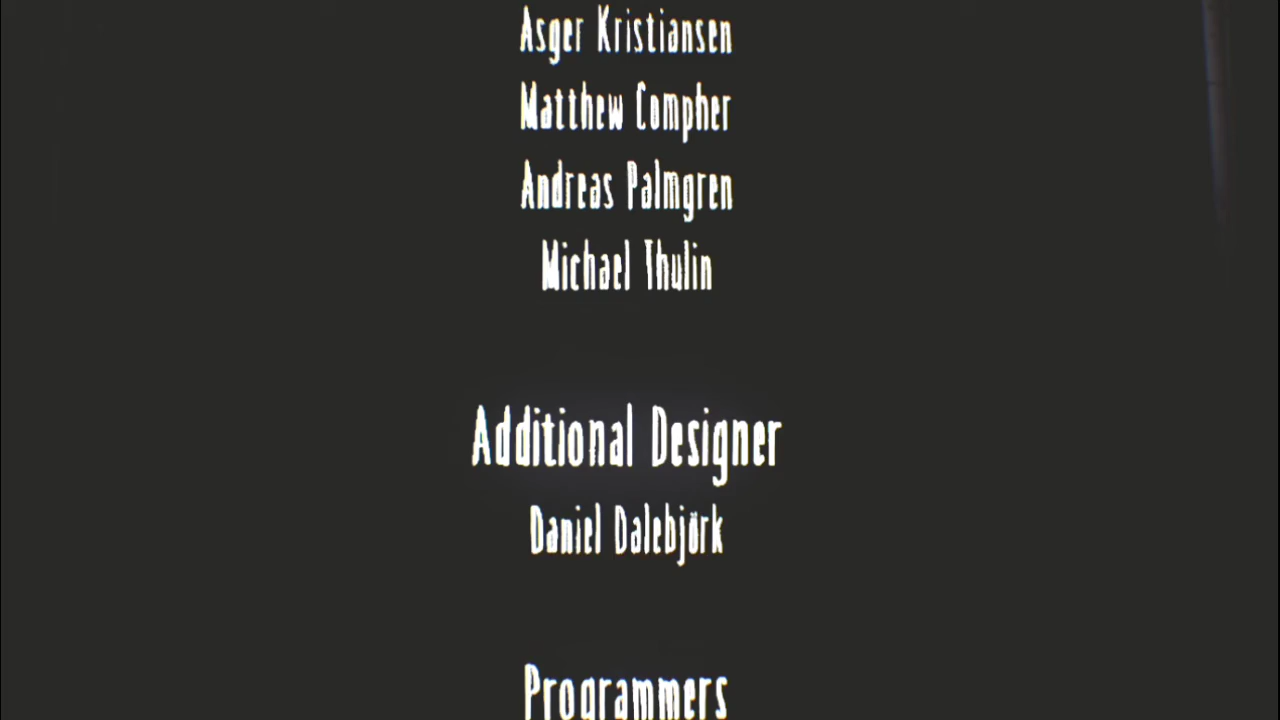 Asger Kristiansen
Matthew Compher
Andreas Palmgren
Michael Thulin
Additional Designer
Daniel Dalebjörk
Programmers